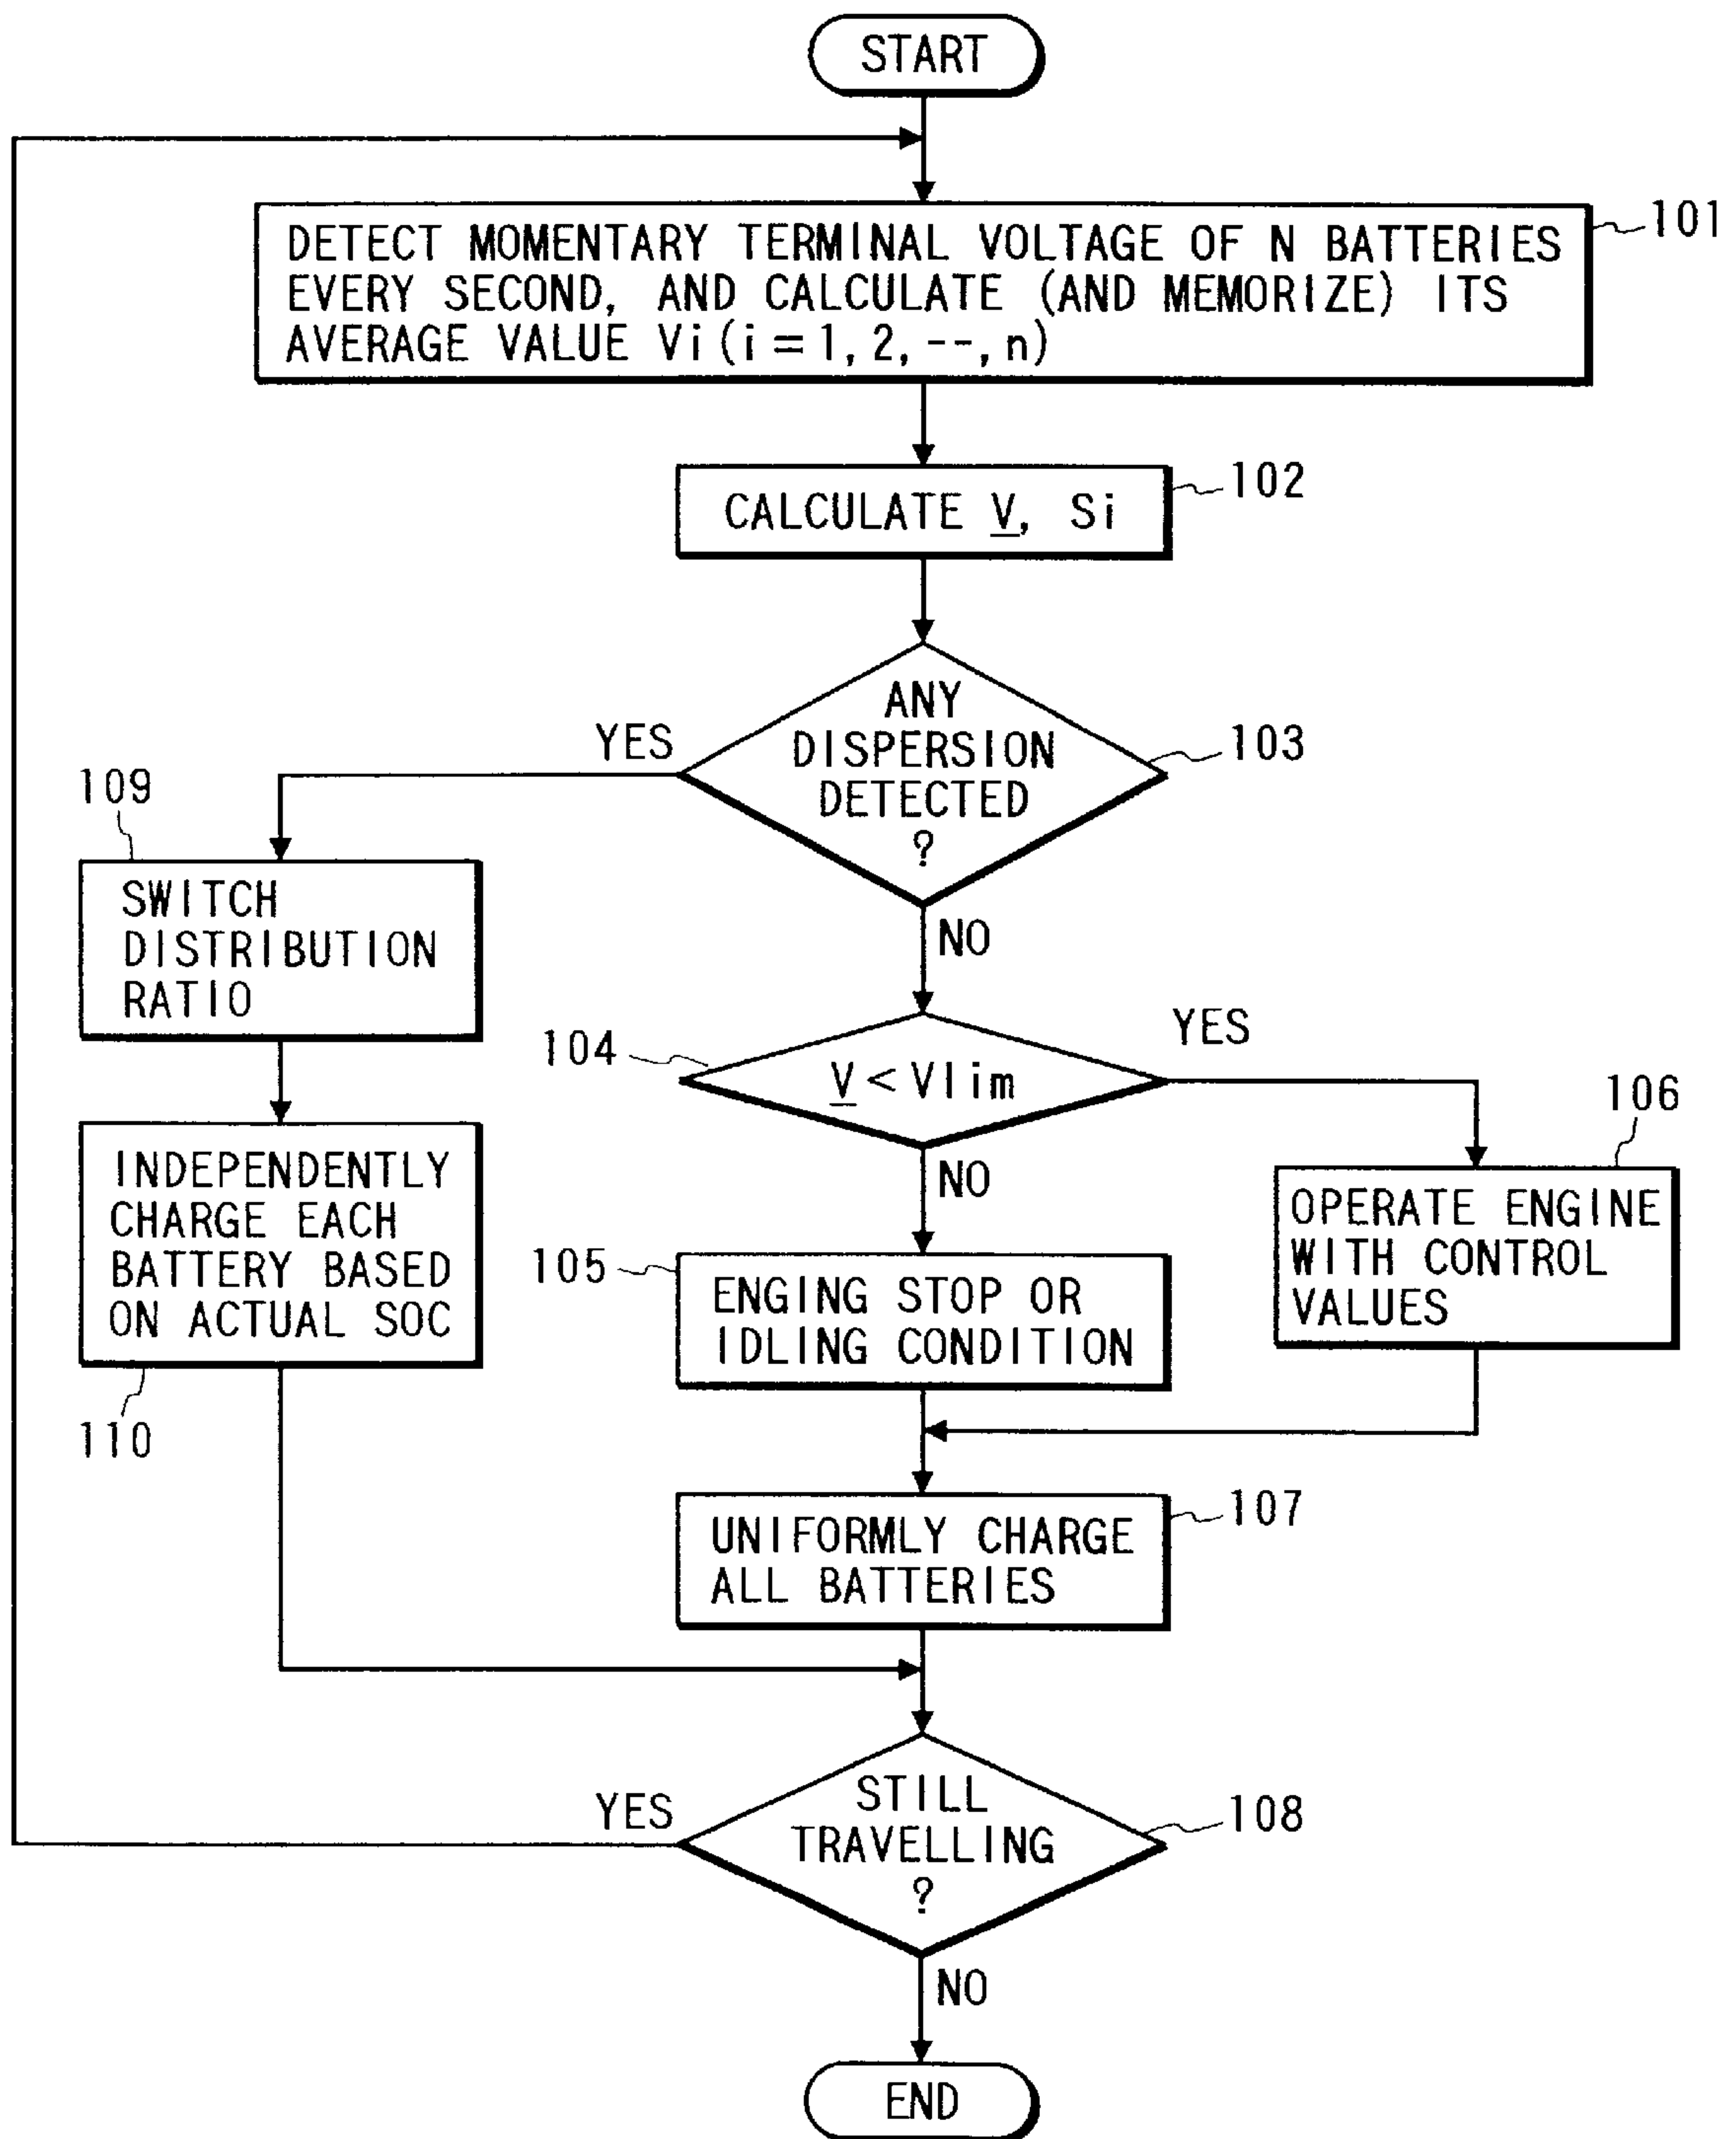 START
DETECT MOMENTARY TERMINAL VOLTAGE OF N BATTERIES
EVERY SECOND, AND CALCULATE (AND MEMORIZE) ITS
AVERAGE VALUE Vi (i = 1, 2, --, n)
101
CALCULATE V, Si
102
ANY
DISPERSION
DETECTED
?
103
YES
NO
109
SWITCH
DISTRIBUTION
RATIO
104
V < Vlim
YES
NO
INDEPENDENTLY
CHARGE EACH
BATTERY BASED
ON ACTUAL SOC
110
105
ENGING STOP OR
IDLING CONDITION
106
OPERATE ENGINE
WITH CONTROL
VALUES
UNIFORMLY CHARGE
ALL BATTERIES
107
STILL
TRAVELLING
?
108
YES
NO
END